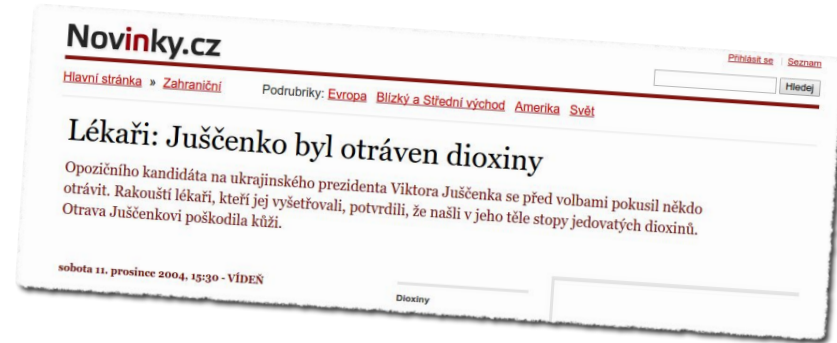 Novinky.cz
Přihlásit se | Seznam
Hledej
Hlavní stránka » Zahraniční
Podrubriky: Evropa Blízký a Střední východ Amerika Svět
Lékaři: Juščenko byl otráven dioxiny
Opozičního kandidáta na ukrajinského prezidenta Viktora Juščenka se před volbami pokusil někdo
otrávit. Rakouští lékaři, kteří jej vyšetřovali, potvrdili, že našli v jeho těle stopy jedovatých dioxinů.
Otrava Juščenkovi poškodila kůži.
sobota 11. prosince 2004, 15:30 - VÍDEŇ
Dioxiny